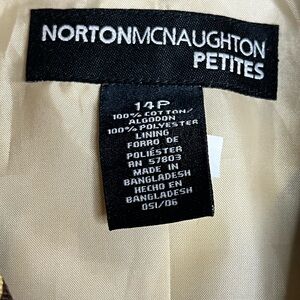 NORTONMCNAUGHTON
PETITES
14P
100% COTTON/
ALGODON
100% POLYESTER
LINING
FORRO DE
POLIÉSTER
RN 57803
MADE IN
BANGLADESH
HECHO EN
BANGLADESH
051/06